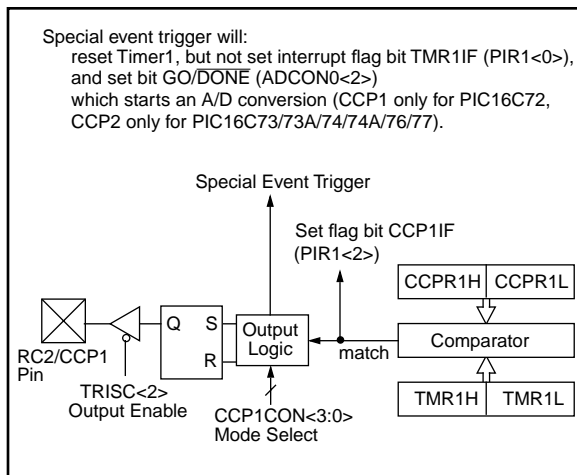 Special event trigger will:
reset Timer1, but not set interrupt flag bit TMR1IF (PIR1<0>),
and set bit GO/DONE (ADCON0<2>)
which starts an A/D conversion (CCP1 only for PIC16C72,
CCP2 only for PIC16C73/73A/74/74A/76/77).
Special Event Trigger
Set flag bit CCP1IF
(PIR1<2>)
CCPR1H CCPR1L
Q S Output
R Logic
match
Comparator
RC2/CCP1
Pin
TRISC<2>
Output Enable
CCP1CON<3:0>
Mode Select
TMR1H TMR1L